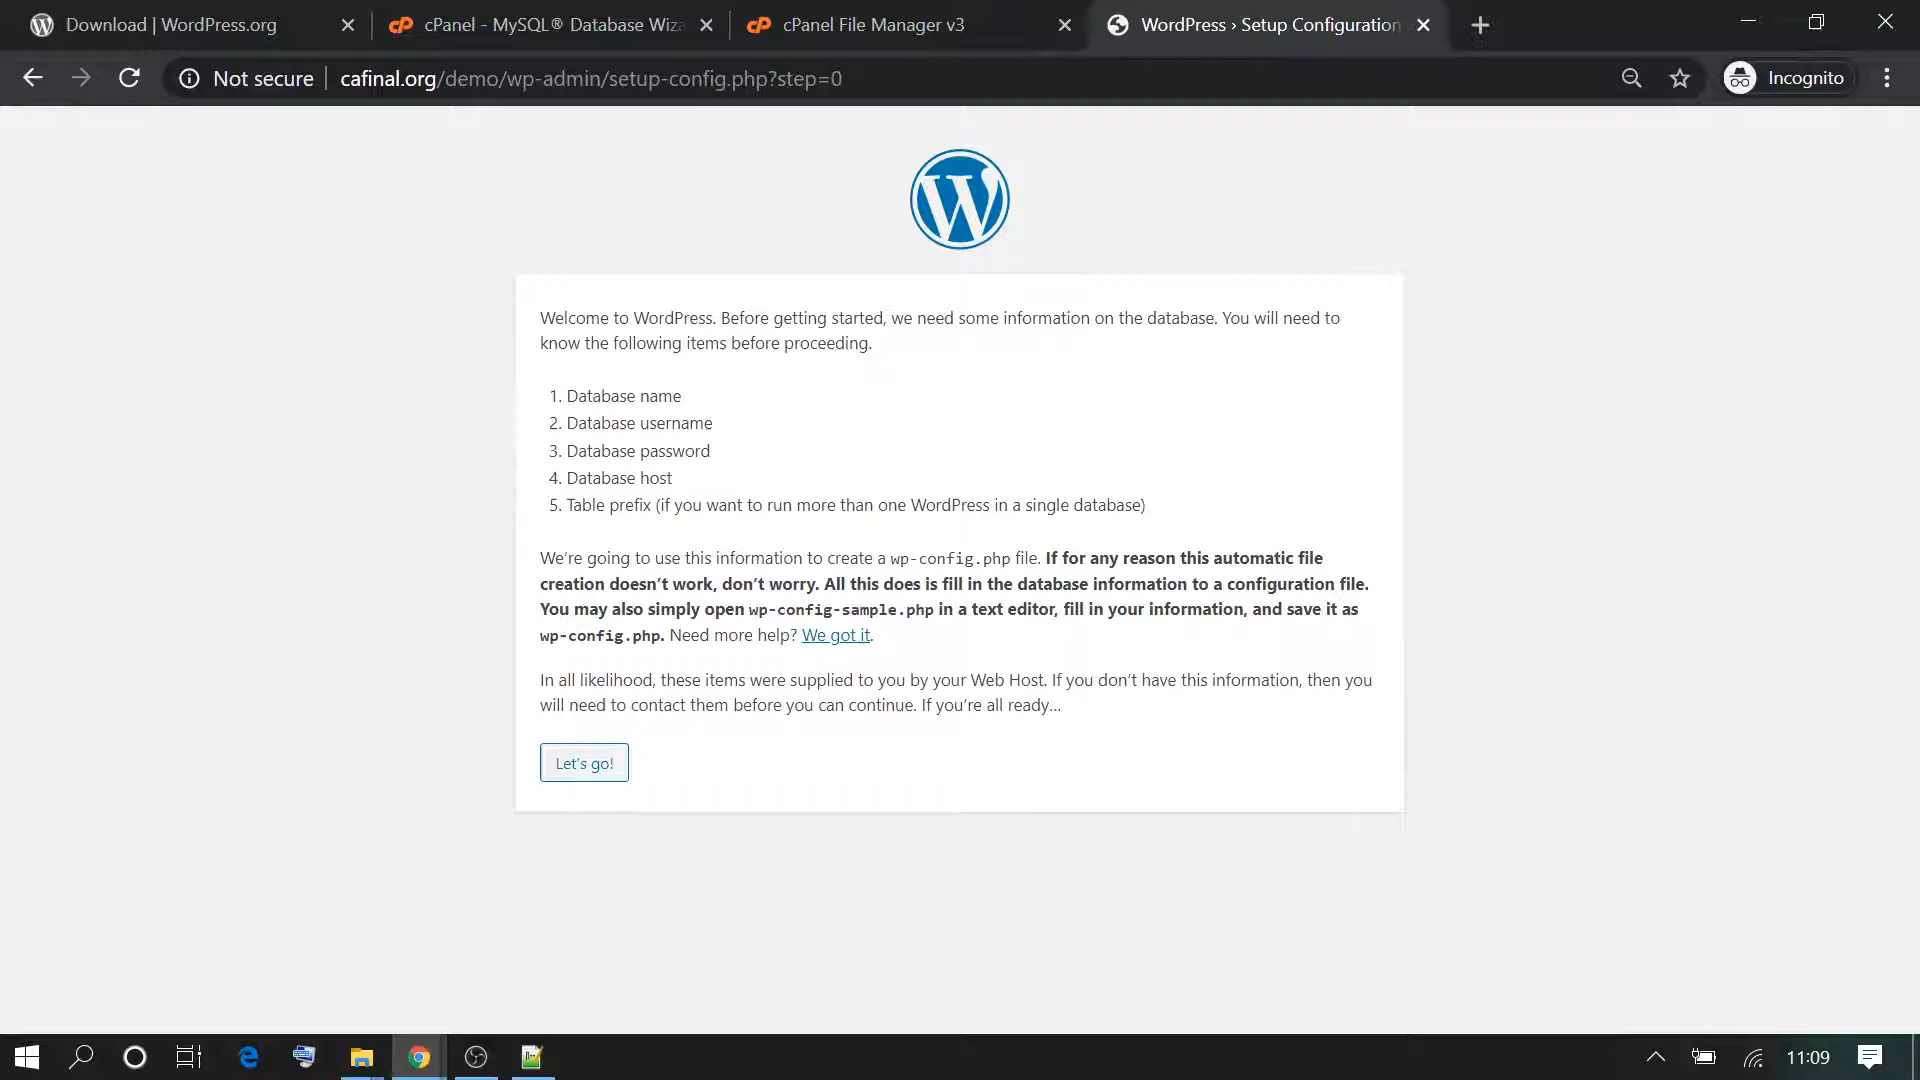 Download | WordPress.org
cPanel - MySQL® Database Wiza
cPanel File Manager v3
WordPress › Setup Configuration
Not secure
cafinal.org/demo/wp-admin/setup-config.php?step=0
Incognito
Welcome to WordPress. Before getting started, we need some information on the database. You will need to
know the following items before proceeding.
1. Database name
2. Database username
3. Database password
4. Database host
5. Table prefix (if you want to run more than one WordPress in a single database)
We’re going to use this information to create a wp-config.php file. If for any reason this automatic file
creation doesn’t work, don’t worry. All this does is fill in the database information to a configuration file.
You may also simply open wp-config-sample.php in a text editor, fill in your information, and save it as
wp-config.php. Need more help? We got it.
In all likelihood, these items were supplied to you by your Web Host. If you don’t have this information, then you
will need to contact them before you can continue. If you’re all ready…
Let’s go!
11:09